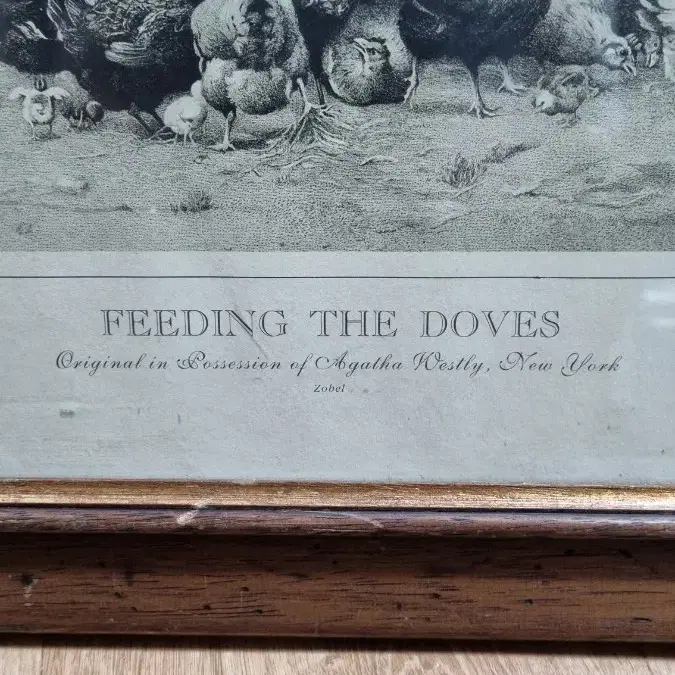 FEEDING THE DOVES
Original in Possession of Agatha Westly, New York
Zobel